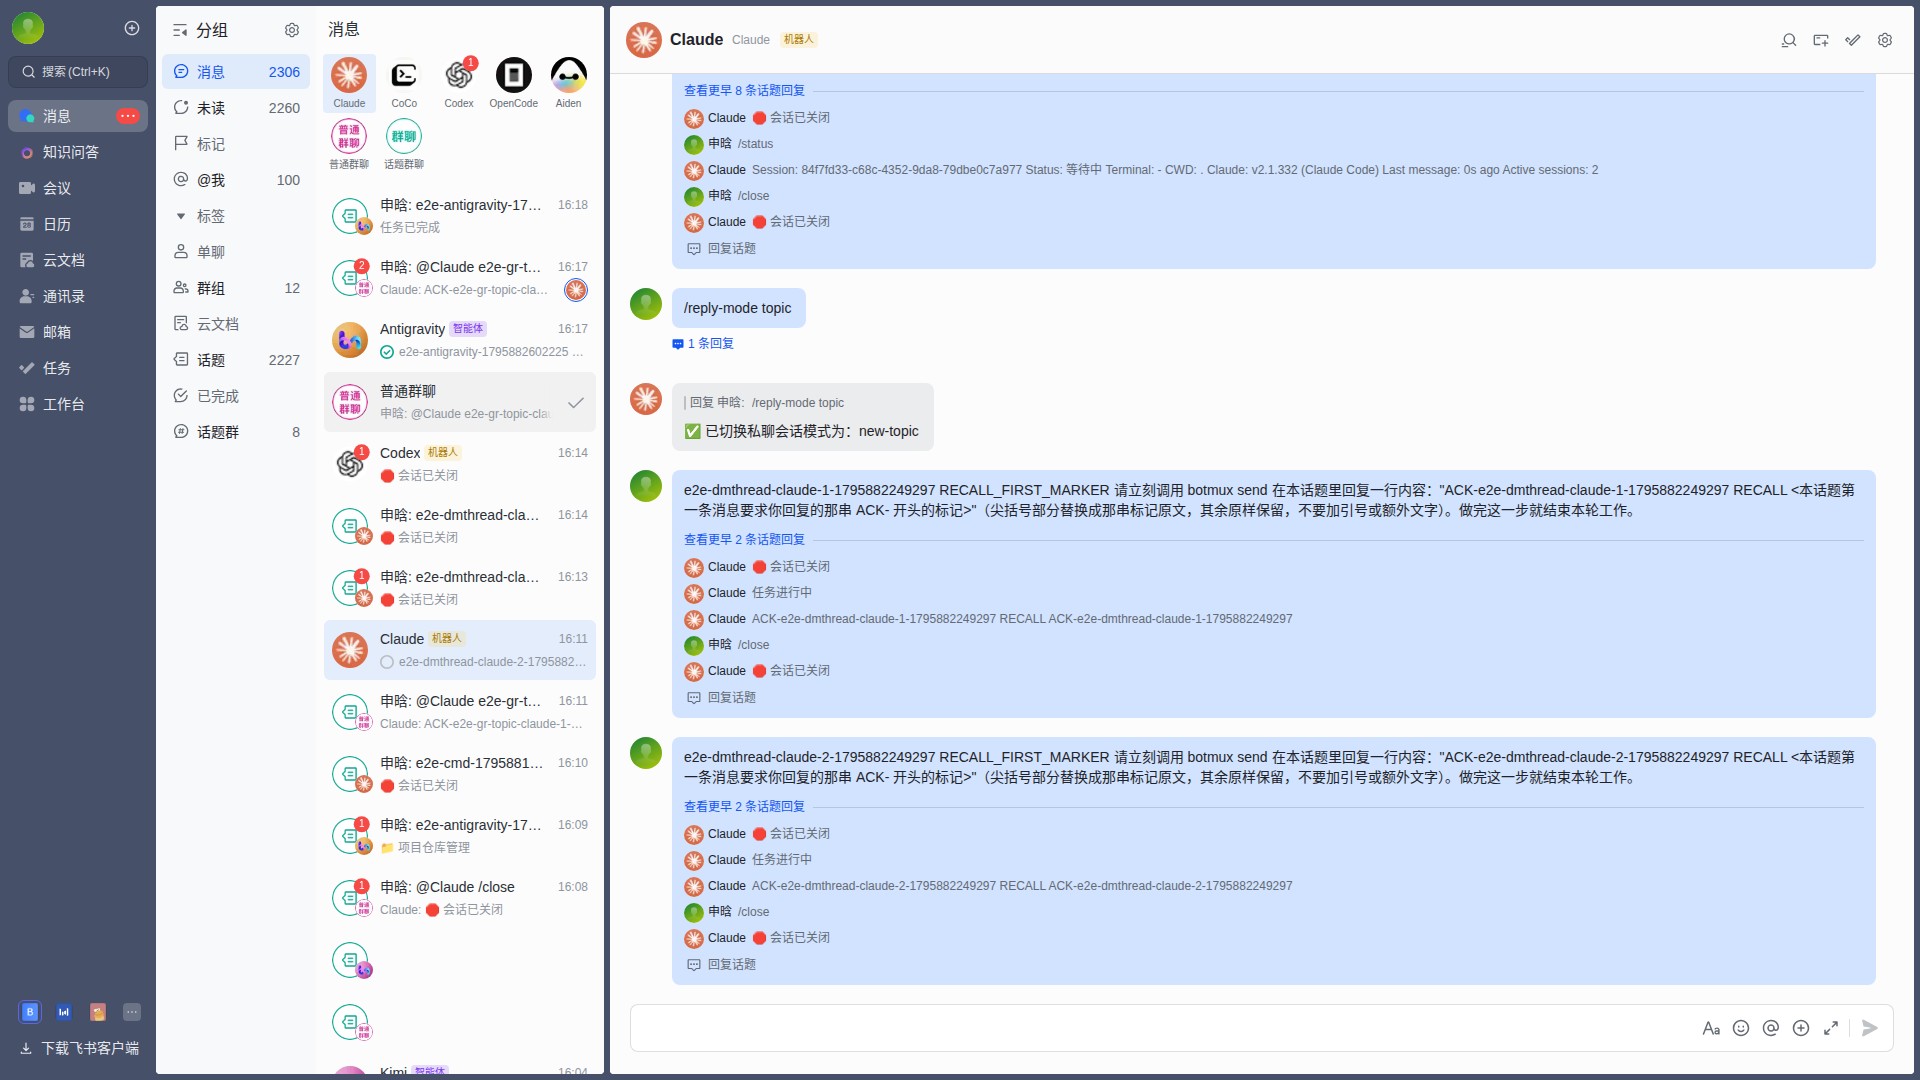 搜索 (Ctrl+K)
消息
知识问答
会议
日历
云文档
通讯录
邮箱
任务
工作台
下载飞书客户端
分组
消息 2306
未读 2260
标记
@我 100
标签
单聊
群组 12
云文档
话题 2227
已完成
话题群 8
消息
1
Claude CoCo Codex OpenCode Aiden
普通群聊 群聊
普通群聊 话题群聊
申晗: e2e-antigravity-17... 16:18
任务已完成
2
申晗: @Claude e2e-gr-t... 16:17
Claude: ACK-e2e-gr-topic-cla...
Antigravity 智能体 16:17
e2e-antigravity-1795882602225 ...
普通群聊
普通群聊
申晗: @Claude e2e-gr-topic-clau
1
Codex 机器人 16:14
会话已关闭
申晗: e2e-dmthread-cla... 16:14
会话已关闭
1
申晗: e2e-dmthread-cla... 16:13
会话已关闭
Claude 机器人 16:11
e2e-dmthread-claude-2-1795882...
申晗: @Claude e2e-gr-t... 16:11
Claude: ACK-e2e-gr-topic-claude-1-...
申晗: e2e-cmd-1795881... 16:10
会话已关闭
1
申晗: e2e-antigravity-17... 16:09
项目仓库管理
1
申晗: @Claude /close 16:08
Claude: 会话已关闭
Kimi 智能体 16:04
Claude Claude 机器人
查看更早 8 条话题回复
Claude 会话已关闭
申晗 /status
Claude Session: 84f7fd33-c68c-4352-9da8-79dbe0c7a977 Status: 等待中 Terminal: - CWD: . Claude: v2.1.332 (Claude Code) Last message: 0s ago Active sessions: 2
申晗 /close
Claude 会话已关闭
回复话题
/reply-mode topic
1 条回复
回复 申晗: /reply-mode topic
✅ 已切换私聊会话模式为：new-topic
e2e-dmthread-claude-1-1795882249297 RECALL_FIRST_MARKER 请立刻调用 botmux send 在本话题里回复一行内容："ACK-e2e-dmthread-claude-1-1795882249297 RECALL <本话题第
一条消息要求你回复的那串 ACK- 开头的标记>"（尖括号部分替换成那串标记原文，其余原样保留，不要加引号或额外文字）。做完这一步就结束本轮工作。
查看更早 2 条话题回复
Claude 会话已关闭
Claude 任务进行中
Claude ACK-e2e-dmthread-claude-1-1795882249297 RECALL ACK-e2e-dmthread-claude-1-1795882249297
申晗 /close
Claude 会话已关闭
回复话题
e2e-dmthread-claude-2-1795882249297 RECALL_FIRST_MARKER 请立刻调用 botmux send 在本话题里回复一行内容："ACK-e2e-dmthread-claude-2-1795882249297 RECALL <本话题第
一条消息要求你回复的那串 ACK- 开头的标记>"（尖括号部分替换成那串标记原文，其余原样保留，不要加引号或额外文字）。做完这一步就结束本轮工作。
查看更早 2 条话题回复
Claude 会话已关闭
Claude 任务进行中
Claude ACK-e2e-dmthread-claude-2-1795882249297 RECALL ACK-e2e-dmthread-claude-2-1795882249297
申晗 /close
Claude 会话已关闭
回复话题